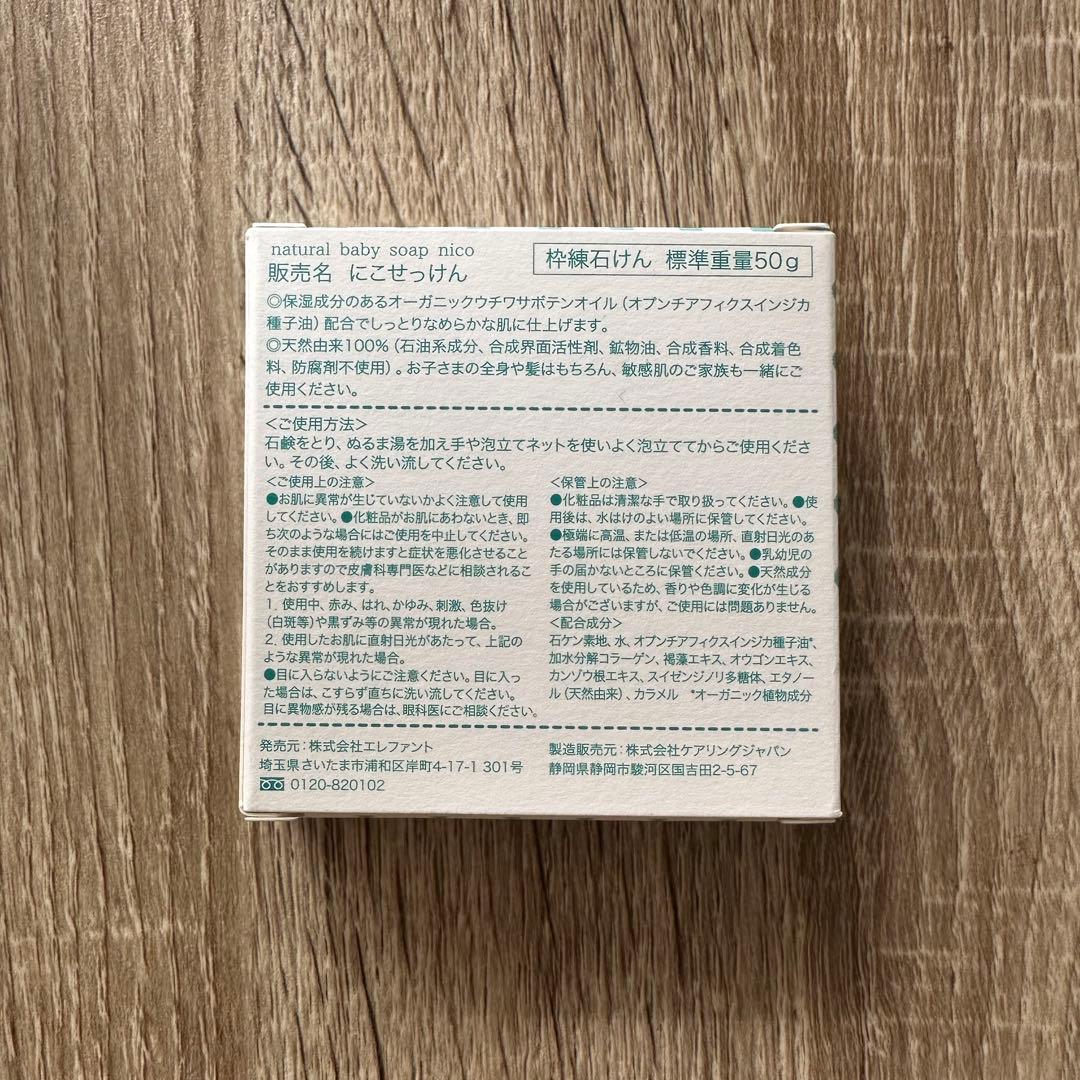 natural baby soap nico
販売名 にこせっけん
枠練石けん 標準重量50g
◎保湿成分のあるオーガニックウチワサボテンオイル（オプンチアフィクスインジカ
種子油）配合でしっとりなめらかな肌に仕上げます。
◎天然由来100%（石油系成分、合成界面活性剤、鉱物油、合成香料、合成着色
料、防腐剤不使用）。お子さまの全身や髪はもちろん、敏感肌のご家族も一緒にご
使用ください。
＜ご使用方法＞
石鹸をとり、ぬるま湯を加え手や泡立てネットを使いよく泡立ててからご使用くださ
い。その後、よく洗い流してください。
＜ご使用上の注意＞
●お肌に異常が生じていないかよく注意して使用
してください。●化粧品がお肌にあわないとき、即
ち次のような場合にはご使用を中止してください。
そのまま使用を続けますと症状を悪化させること
がありますので皮膚科専門医などに相談されるこ
とをおすすめします。
1. 使用中、赤み、はれ、かゆみ、刺激、色抜け
（白斑等）や黒ずみ等の異常が現れた場合。
2. 使用したお肌に直射日光があたって、上記の
ような異常が現れた場合。
●目に入らないようにご注意ください。目に入っ
た場合は、こすらず直ちに洗い流してください。
目に異物感が残る場合は、眼科医にご相談ください。
＜保管上の注意＞
●化粧品は清潔な手で取り扱ってください。●使
用後は、水はけのよい場所に保管してください。
●極端に高温、または低温の場所、直射日光のあ
たる場所には保管しないでください。●乳幼児の
手の届かないところに保管ください。●天然成分
を使用しているため、香りや色調に変化が生じる
場合がございますが、ご使用には問題ありません。
＜配合成分＞
石ケン素地、水、オプンチアフィクスインジカ種子油*、
加水分解コラーゲン、褐藻エキス、オウゴンエキス、
カンゾウ根エキス、スイゼンジノリ多糖体、エタノー
ル（天然由来）、カラメル *オーガニック植物成分
発売元：株式会社エレファント
埼玉県さいたま市浦和区岸町4-17-1 301号
0120-820102
製造販売元：株式会社ケアリングジャパン
静岡県静岡市駿河区国吉田2-5-67